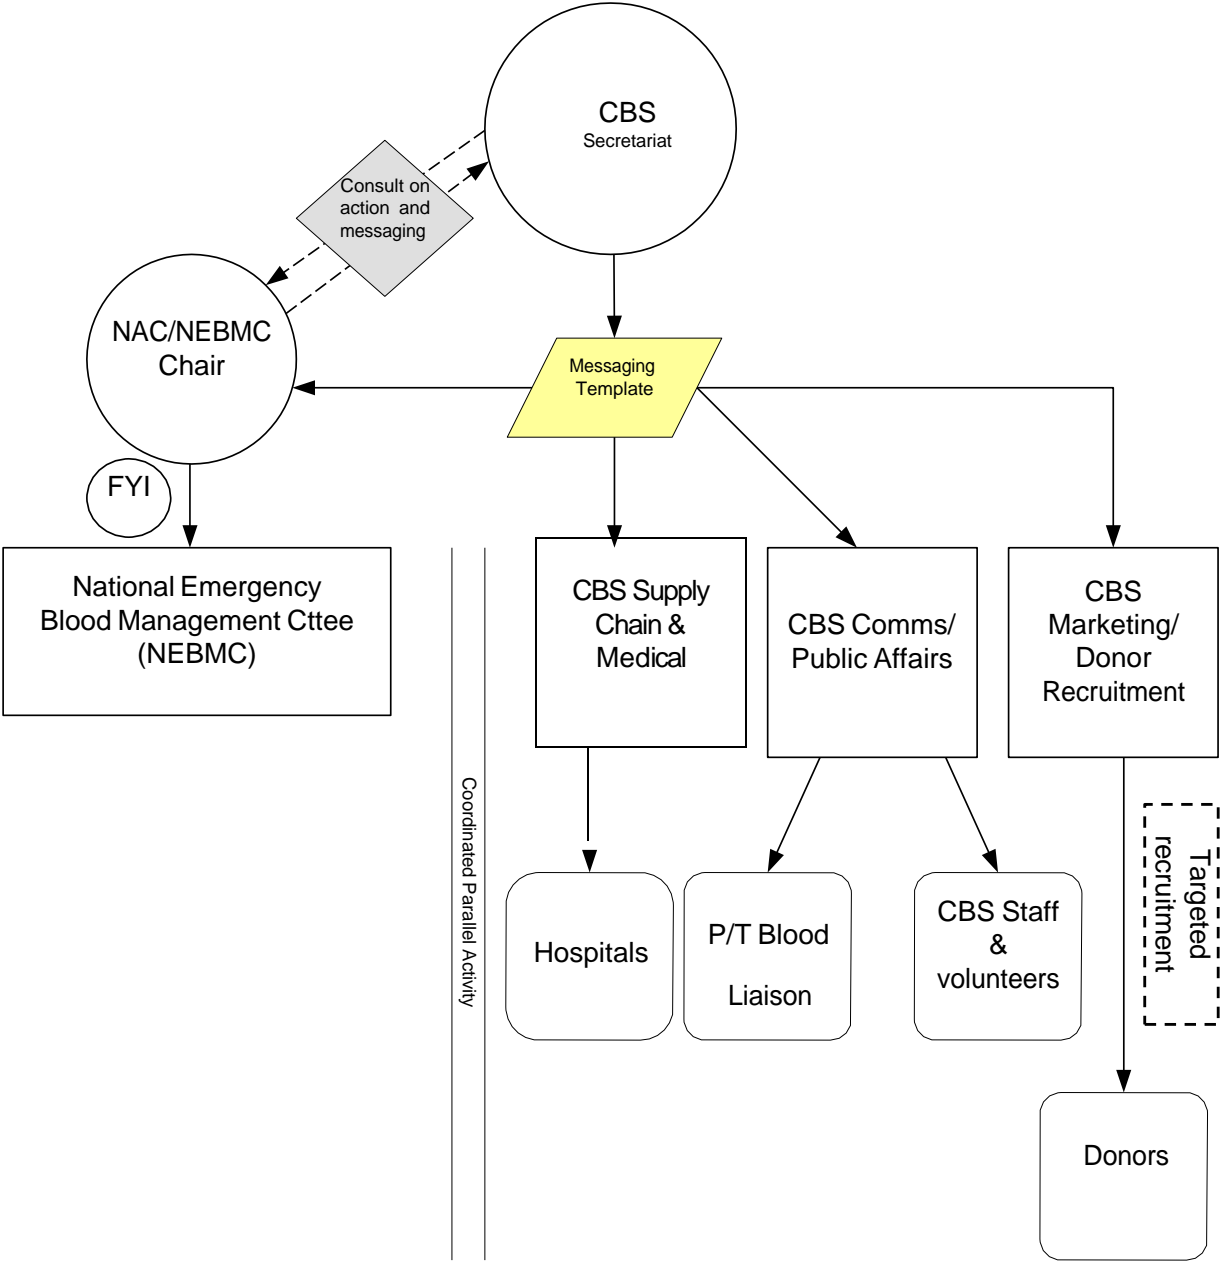 CBS
Secretariat
Consult on
action and
messaging
NAC/NEBMC
Chair
Messaging
Template
FYI
National Emergency
Blood Management Cttee
(NEBMC)
CBS Supply
Chain &
Medical
CBS Comms/
Public Affairs
CBS
Marketing/
Donor
Recruitment
Coordinated Parallel Activity
Targeted
recruitment
Hospitals
P/T Blood
Liaison
CBS Staff
&
volunteers
Donors